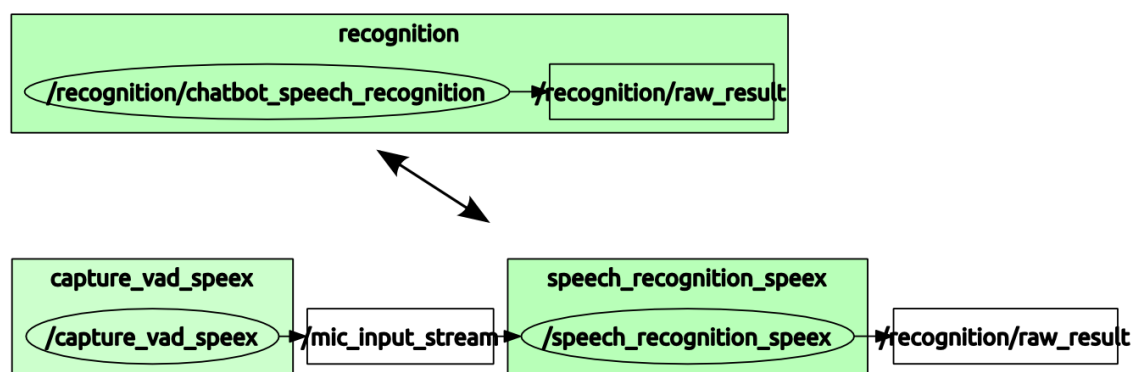 recognition
/recognition/chatbot_speech_recognition /recognition/raw_result
capture_vad_speex speech_recognition_speex
/capture_vad_speex /mic_input_stream /speech_recognition_speex /recognition/raw_result